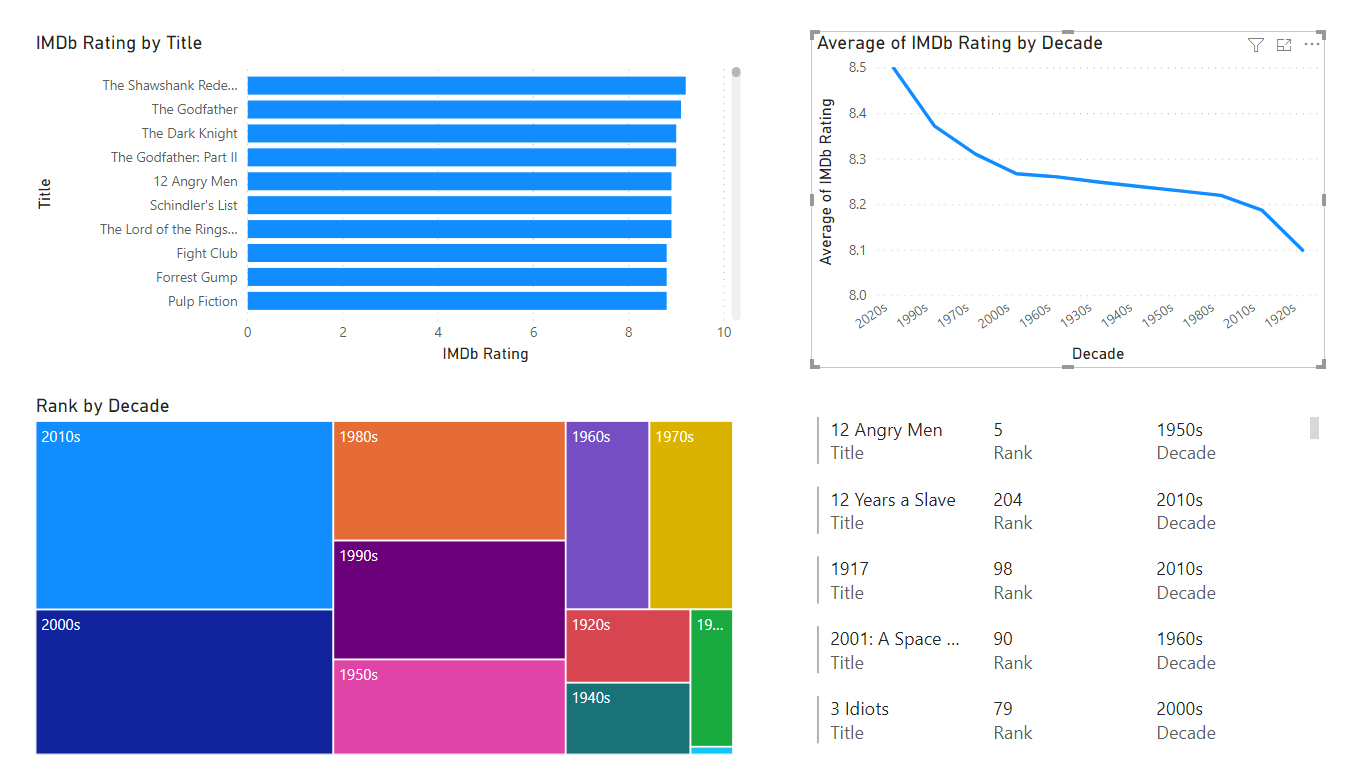 IMDb Rating by Title
Title
The Shawshank Rede...
The Godfather
The Dark Knight
The Godfather: Part II
12 Angry Men
Schindler's List
The Lord of the Rings...
Fight Club
Forrest Gump
Pulp Fiction
0 2 4 6 8 10
IMDb Rating
Average of IMDb Rating by Decade
Average of IMDb Rating
8.5
8.4
8.3
8.2
8.1
8.0
2020s 1990s 1970s 2000s 1960s 1930s 1940s 1950s 1980s 2010s 1920s
Decade
Rank by Decade
2010s
2000s
1980s
1990s
1950s
1960s
1970s
1920s
1940s
19...
12 Angry Men 5 1950s
Title Rank Decade
12 Years a Slave 204 2010s
Title Rank Decade
1917 98 2010s
Title Rank Decade
2001: A Space ... 90 1960s
Title Rank Decade
3 Idiots 79 2000s
Title Rank Decade